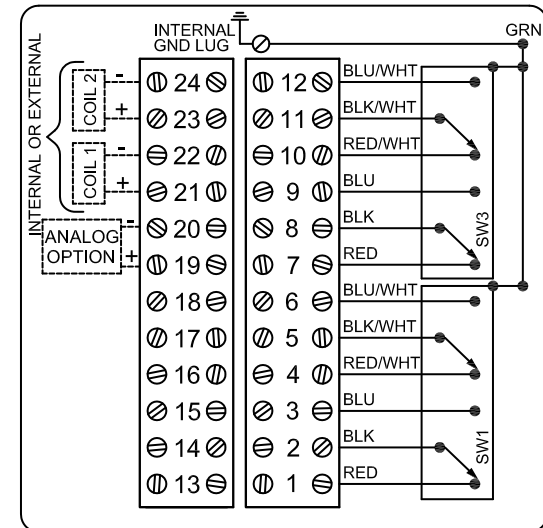 INTERNAL
GND LUG
GRN
INTERNAL OR EXTERNAL
COIL 2
-
+
COIL 1
-
+
ANALOG
OPTION
-
+
24
23
22
21
20
19
18
17
16
15
14
13
12
11
10
9
8
7
6
5
4
3
2
1
BLU/WHT
BLK/WHT
RED/WHT
BLU
BLK
RED
SW3
BLU/WHT
BLK/WHT
RED/WHT
BLU
BLK
RED
SW1